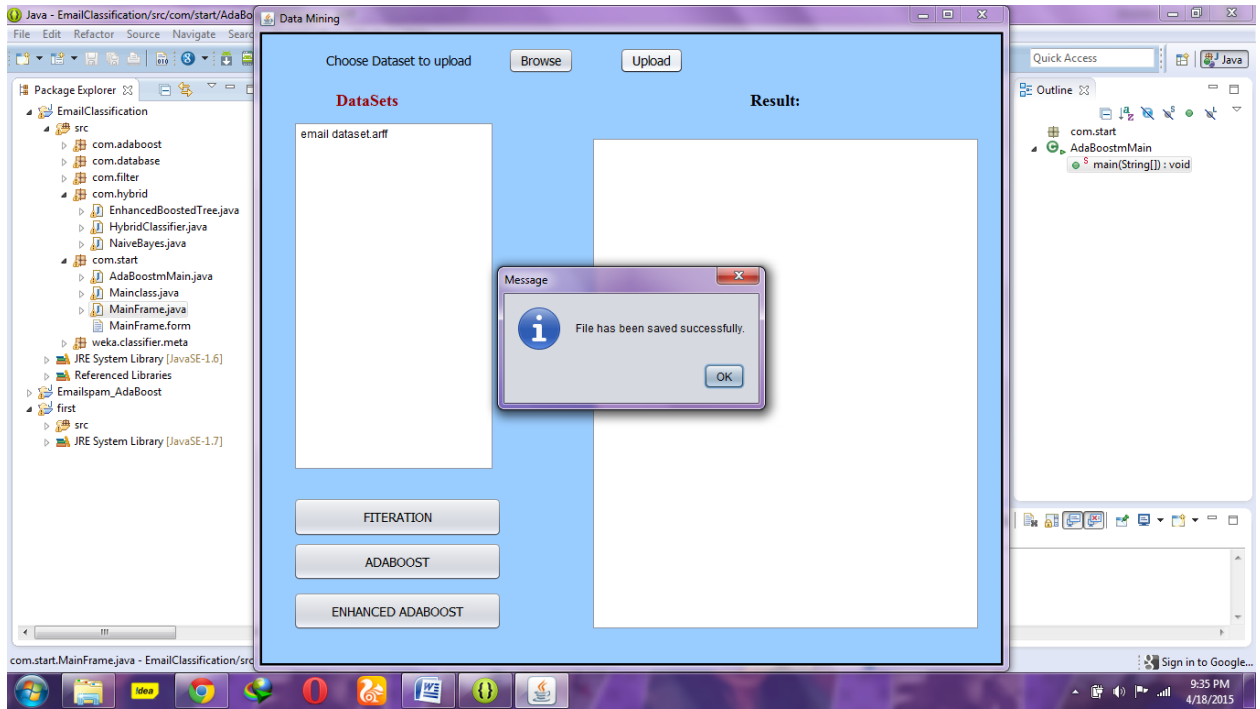 Java - EmailClassification/src/com/start/AdaBo
File Edit Refactor Source Navigate Searc
Quick Access
Java
Package Explorer
EmailClassification
src
com.adaboost
com.database
com.filter
com.hybrid
EnhancedBoostedTree.java
HybridClassifier.java
NaiveBayes.java
com.start
AdaBoostmMain.java
Mainclass.java
MainFrame.java
MainFrame.form
weka.classifier.meta
JRE System Library [JavaSE-1.6]
Referenced Libraries
Emailspam_AdaBoost
first
src
JRE System Library [JavaSE-1.7]
Data Mining
Choose Dataset to upload Browse Upload
DataSets Result:
email dataset.arff
Message
File has been saved successfully.
OK
FITERATION
ADABOOST
ENHANCED ADABOOST
Outline
com.start
AdaBoostmMain
main(String[]) : void
com.start.MainFrame.java - EmailClassification/src
Sign in to Google...
Idea
9:35 PM
4/18/2015